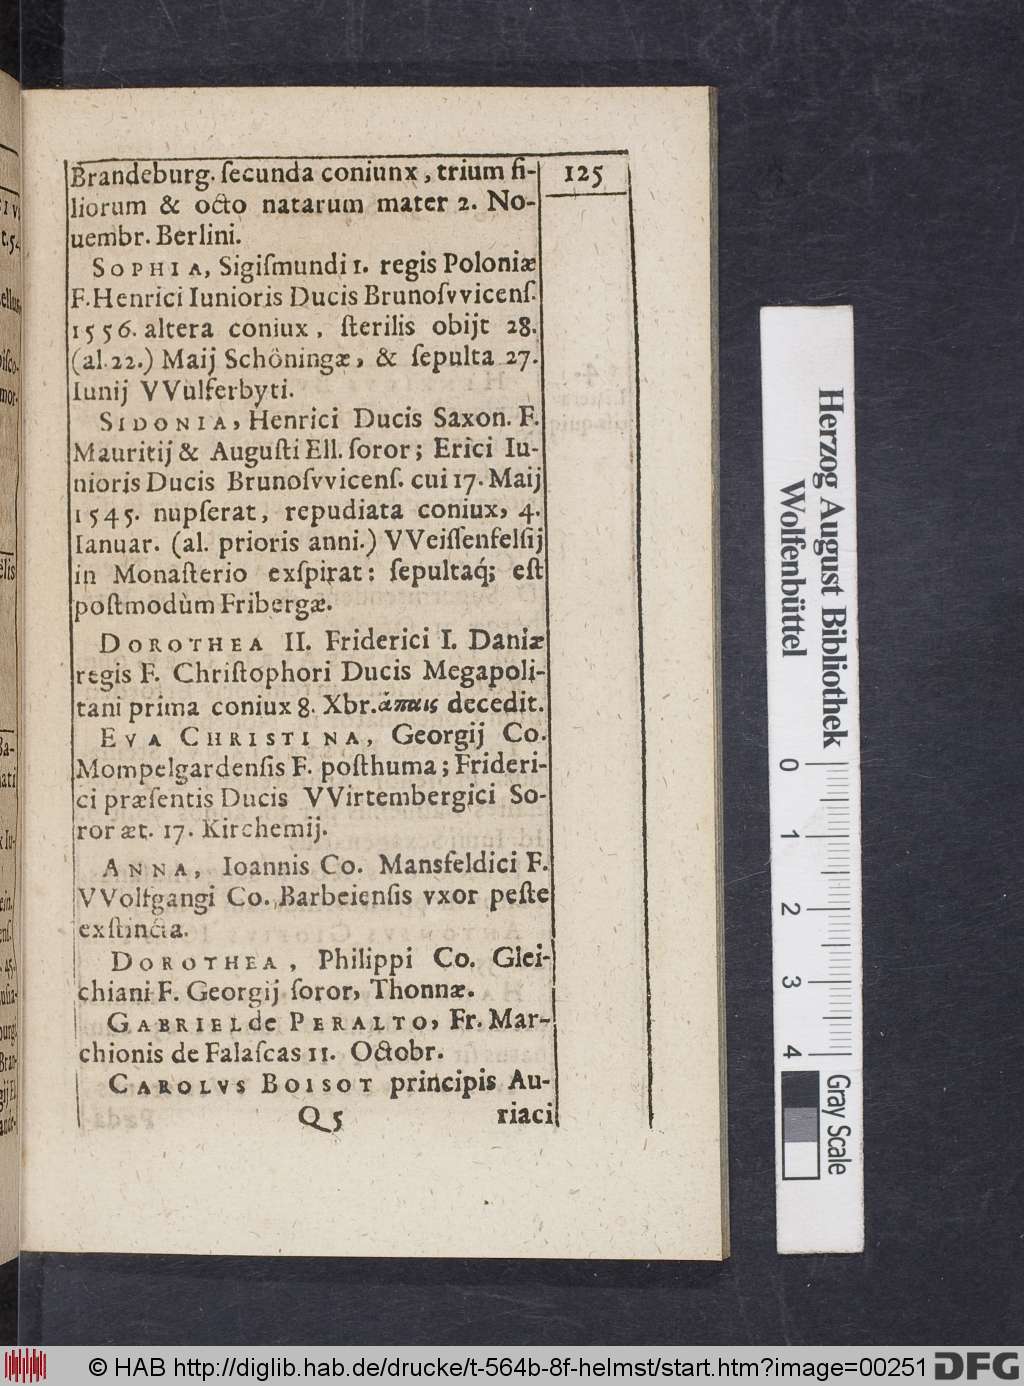 Brandeburg. ſecunda coniunx, trium fi-
liorum & octo natarum mater 2. No-
uembr. Berlini.
SOPHIA, Sigiſmundi 1. regis Poloniæ
F. Henrici Iunioris Ducis Brunoſvvicenſ.
1556. altera coniux, ſterilis obijt 28.
(al. 22.) Maij Schöningæ, & ſepulta 27.
Iunij VVulferbyti.
SIDONIA, Henrici Ducis Saxon. F.
Mauritij & Auguſti Ell. ſoror; Erici Iu-
nioris Ducis Brunoſvvicenſ. cui 17. Maij
1545. nupſerat, repudiata coniux, 4.
Ianuar. (al. prioris anni.) VVeiſſenfelſij
in Monaſterio exſpirat: ſepultaq́; eſt
poſtmodùm Fribergæ.
DOROTHEA II. Friderici I. Daniæ
regis F. Chriſtophori Ducis Megapoli-
tani prima coniux 8. Xbr. ἄπαις decedit.
EVA CHRISTINA, Georgij Co.
Mompelgardenſis F. poſthuma; Frideri-
ci præſentis Ducis VVirtembergici So-
ror æt. 17. Kirchemij.
ANNA, Ioannis Co. Mansfeldici F.
VVolfgangi Co. Barbeienſis vxor peſte
exſtincta.
DOROTHEA, Philippi Co. Glei-
chiani F. Georgij ſoror, Thonnæ.
GABRIEL de PERALTO, Fr. Mar-
chionis de Falaſcas 11. Octobr.
CAROLVS BOISOT principis Au-
Q5 riaci
125
Herzog August Bibliothek
Wolfenbüttel
0 1 2 3 4
Gray Scale
© HAB http://diglib.hab.de/drucke/t-564b-8f-helmst/start.htm?image=00251
DFG